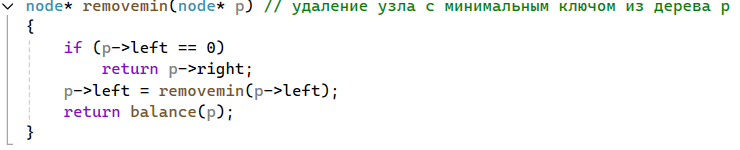 node* removemin(node* p) // удаление узла с минимальным ключом из дерева p
{
    if (p->left == 0)
        return p->right;
    p->left = removemin(p->left);
    return balance(p);
}